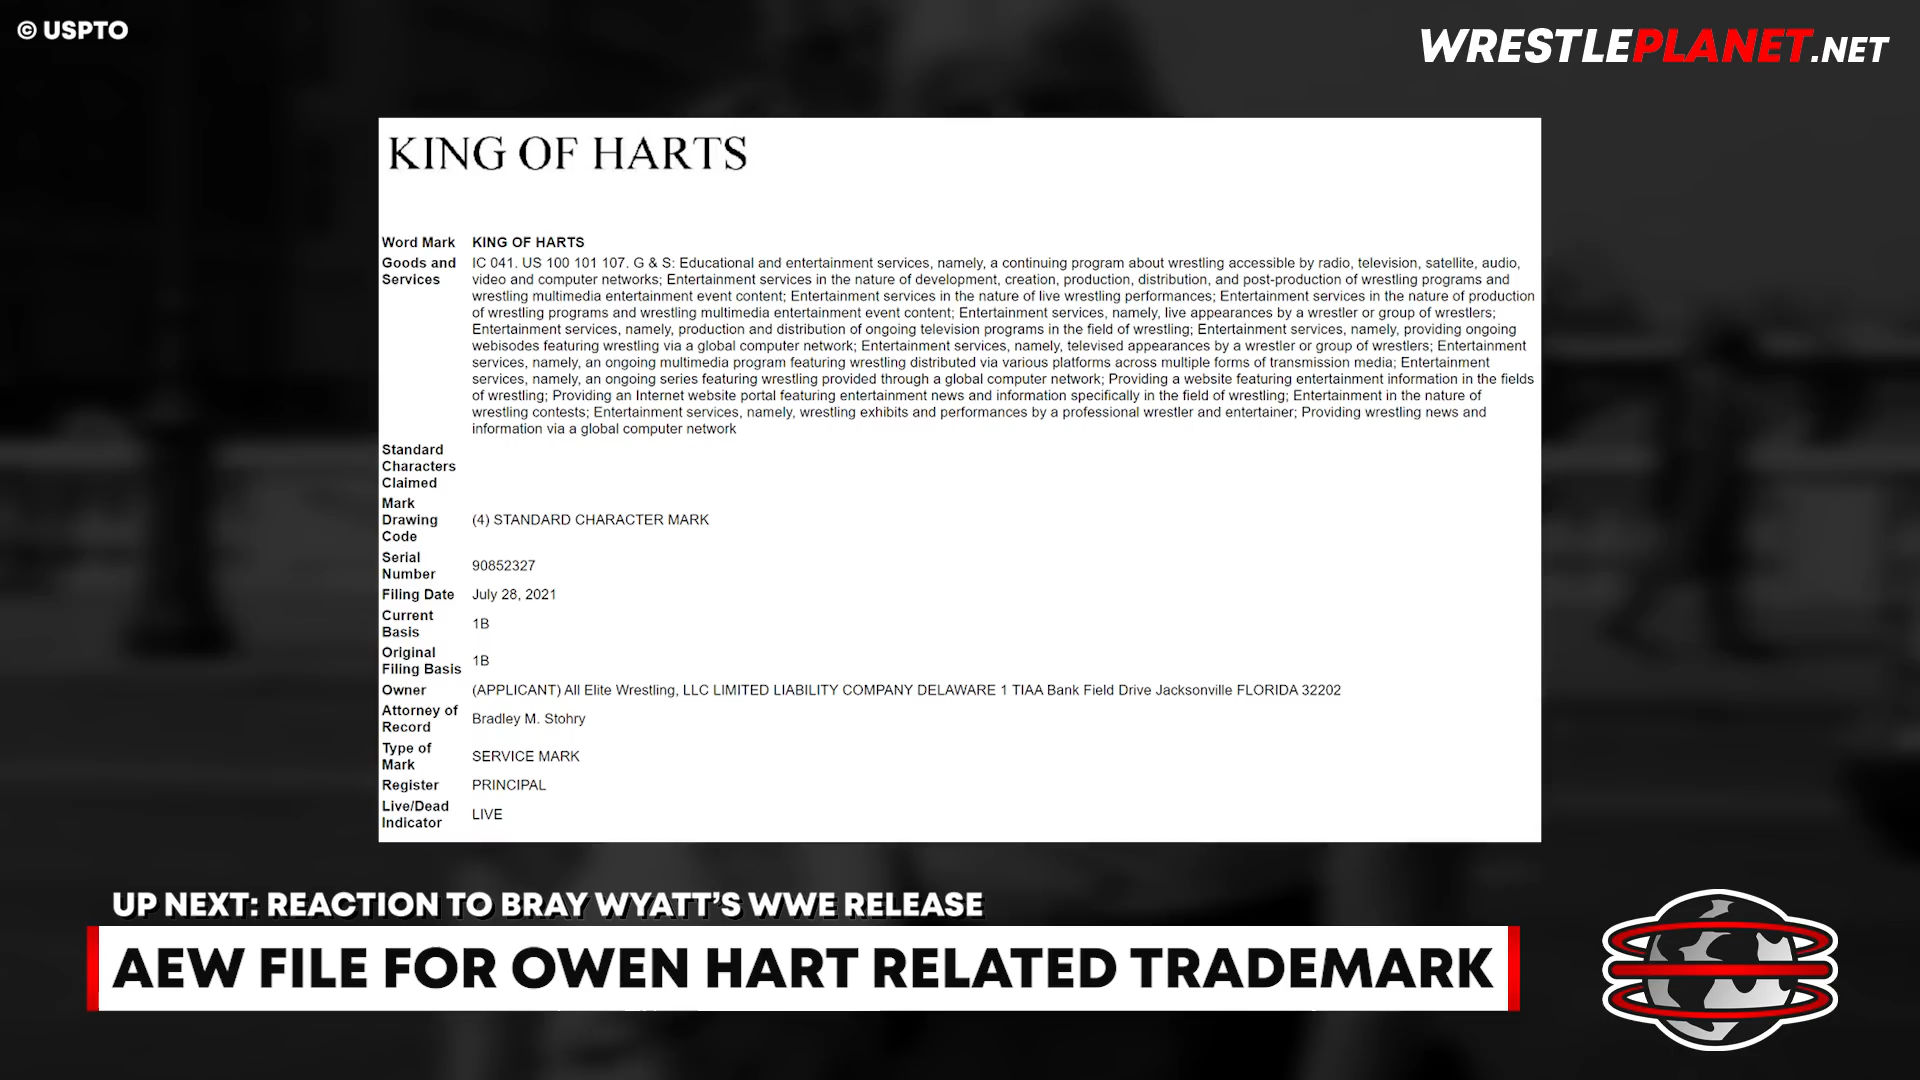 © USPTO
WRESTLEPLANET.NET
KING OF HARTS
Word Mark KING OF HARTS
Goods and Services IC 041. US 100 101 107. G & S: Educational and entertainment services, namely, a continuing program about wrestling accessible by radio, television, satellite, audio,
video and computer networks; Entertainment services in the nature of development, creation, production, distribution, and post-production of wrestling programs and
wrestling multimedia entertainment event content; Entertainment services in the nature of live wrestling performances; Entertainment services in the nature of production
of wrestling programs and wrestling multimedia entertainment event content; Entertainment services, namely, live appearances by a wrestler or group of wrestlers;
Entertainment services, namely, production and distribution of ongoing television programs in the field of wrestling; Entertainment services, namely, providing ongoing
webisodes featuring wrestling via a global computer network; Entertainment services, namely, televised appearances by a wrestler or group of wrestlers; Entertainment
services, namely, an ongoing multimedia program featuring wrestling distributed via various platforms across multiple forms of transmission media; Entertainment
services, namely, an ongoing series featuring wrestling provided through a global computer network; Providing a website featuring entertainment information in the fields
of wrestling; Providing an Internet website portal featuring entertainment news and information specifically in the field of wrestling; Entertainment in the nature of
wrestling contests; Entertainment services, namely, wrestling exhibits and performances by a professional wrestler and entertainer; Providing wrestling news and
information via a global computer network
Standard
Characters
Claimed
Mark
Drawing (4) STANDARD CHARACTER MARK
Code
Serial
Number 90852327
Filing Date July 28, 2021
Current
Basis 1B
Original
Filing Basis 1B
Owner (APPLICANT) All Elite Wrestling, LLC LIMITED LIABILITY COMPANY DELAWARE 1 TIAA Bank Field Drive Jacksonville FLORIDA 32202
Attorney of
Record Bradley M. Stohry
Type of
Mark SERVICE MARK
Register PRINCIPAL
Live/Dead
Indicator LIVE
UP NEXT: REACTION TO BRAY WYATT'S WWE RELEASE
AEW FILE FOR OWEN HART RELATED TRADEMARK